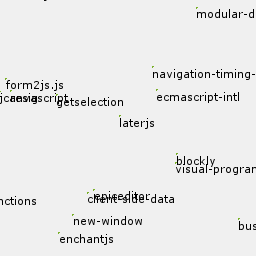 modular-d
navigation-timing-
form2js.js
ecmascript-intl
getselection
laterjs
blockly
visual-program
epiceditor
client-side-data
nctions
new-window
bus
enchantjs